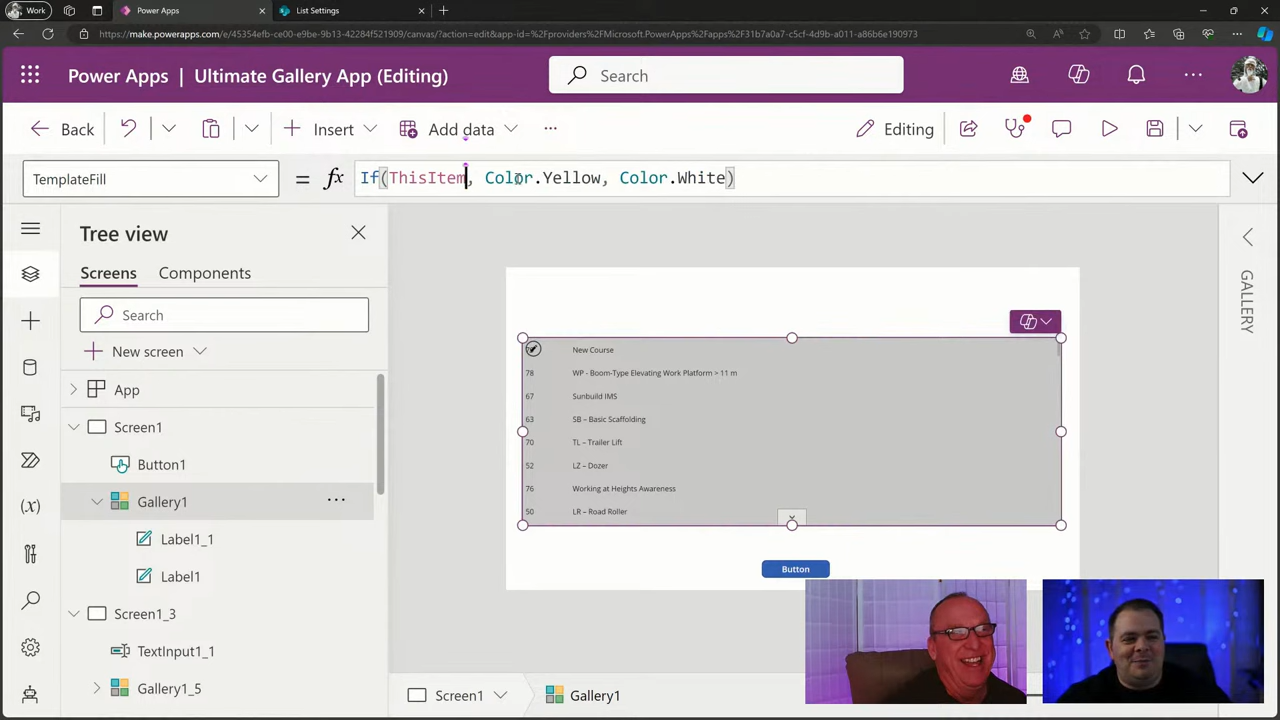 Work
Power Apps
List Settings
https://make.powerapps.com/e/45354efb-ce00-e9be-9b13-42284f521909/canvas/?action=edit&app-id=%2Fproviders%2FMicrosoft.PowerApps%2Fapps%2F31b7a0a7-c5cf-4d9b-a011-a86b6e190973
Power Apps | Ultimate Gallery App (Editing)
Search
Back
Insert
Add data
Editing
TemplateFill
= fx
If(ThisItem, Color.Yellow, Color.White)
Tree view
Screens
Components
Search
New screen
App
Screen1
Button1
Gallery1
Label1_1
Label1
Screen1_3
TextInput1_1
Gallery1_5
New Course
78 WP - Boom-Type Elevating Work Platform > 11 m
67 Sunbuild IMS
63 SB – Basic Scaffolding
70 TL – Trailer Lift
52 LZ – Dozer
76 Working at Heights Awareness
50 LR – Road Roller
Button
GALLERY
Screen1
Gallery1